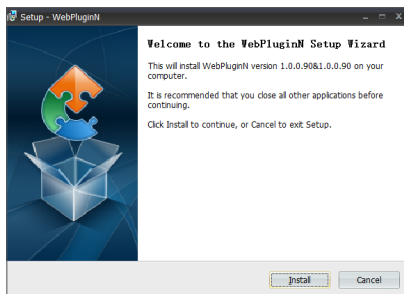 Setup - WebPluginN
Welcome to the WebPluginN Setup Wizard
This will install WebPluginN version 1.0.0.90&1.0.0.90 on your
computer.
It is recommended that you close all other applications before
continuing.
Click Install to continue, or Cancel to exit Setup.
Install
Cancel